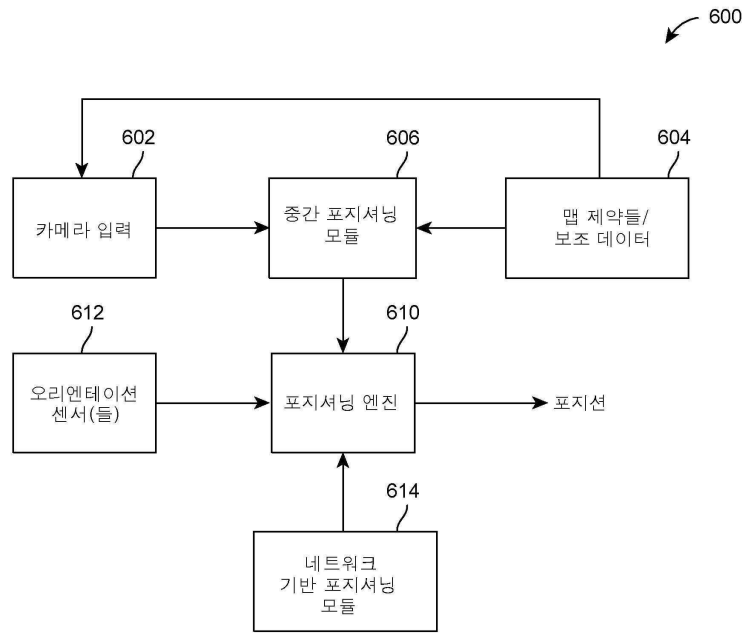 600
602
606
604
카메라 입력
중간 포지셔닝
모듈
맵 제약들/
보조 데이터
612
610
오리엔테이션
센서(들)
포지셔닝 엔진
포지션
614
네트워크
기반 포지셔닝
모듈